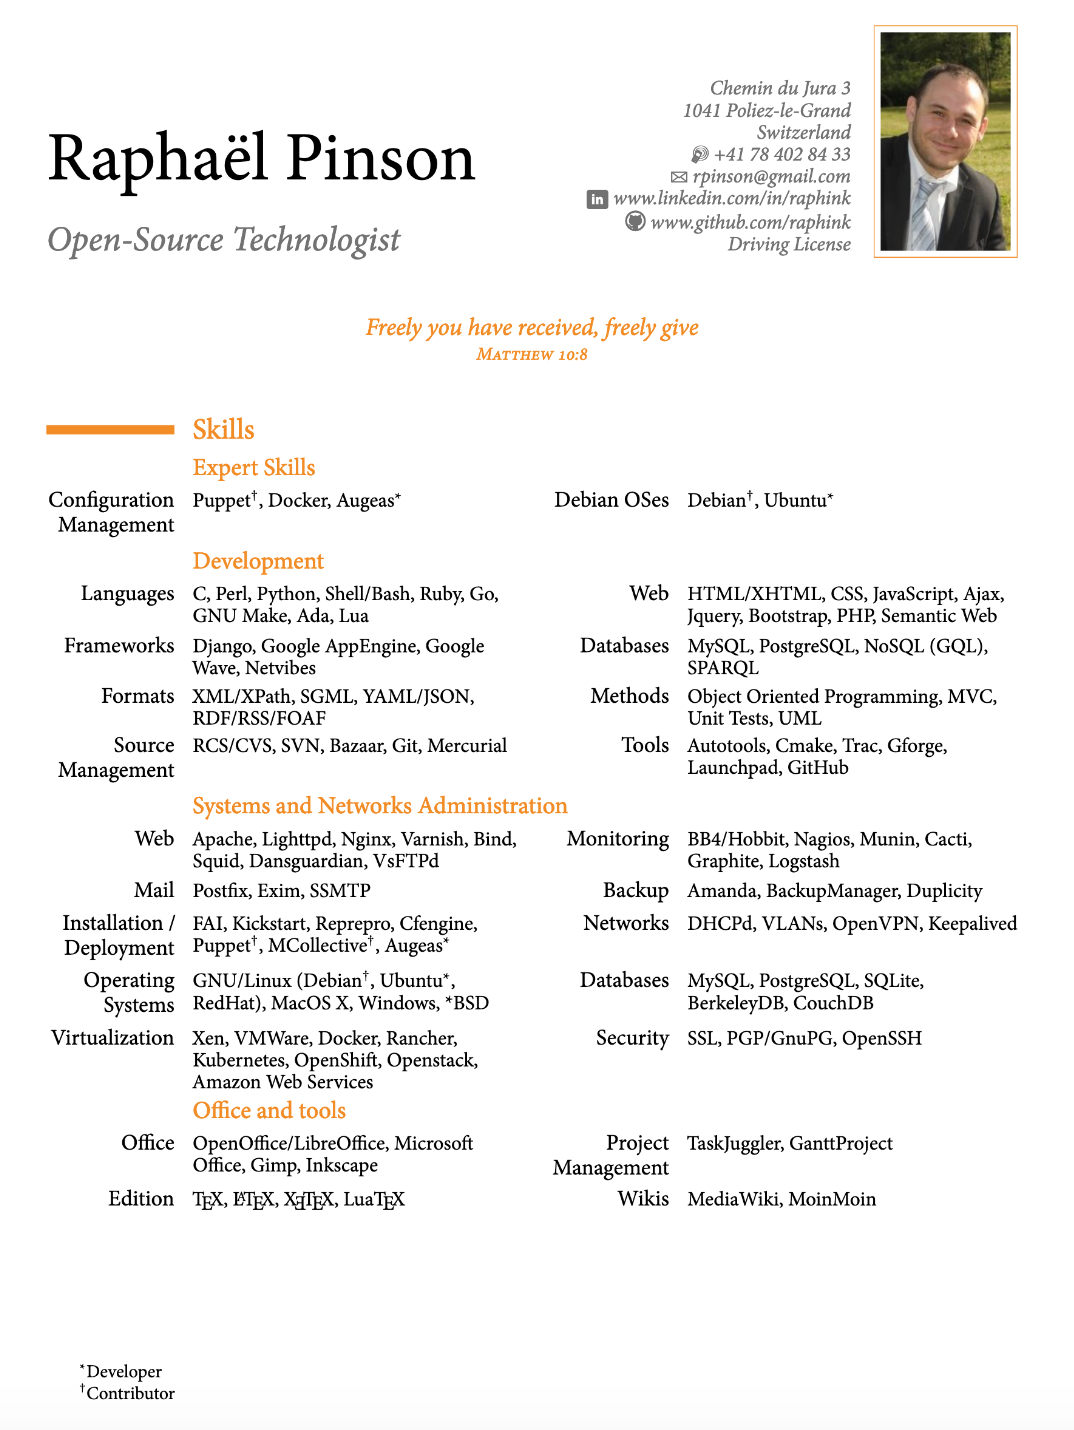 Raphaël Pinson
Open-Source Technologist
Chemin du Jura 3
1041 Poliez-le-Grand
Switzerland
+41 78 402 84 33
rpinson@gmail.com
in www.linkedin.com/in/raphink
www.github.com/raphink
Driving License
Freely you have received, freely give
Matthew 10:8
Skills
Expert Skills
Configuration Management
Puppet†, Docker, Augeas*
Debian OSes
Debian†, Ubuntu*
Development
Languages
C, Perl, Python, Shell/Bash, Ruby, Go,
GNU Make, Ada, Lua
Web
HTML/XHTML, CSS, JavaScript, Ajax,
Jquery, Bootstrap, PHP, Semantic Web
Frameworks
Django, Google AppEngine, Google
Wave, Netvibes
Databases
MySQL, PostgreSQL, NoSQL (GQL),
SPARQL
Formats
XML/XPath, SGML, YAML/JSON,
RDF/RSS/FOAF
Methods
Object Oriented Programming, MVC,
Unit Tests, UML
Source
Management
RCS/CVS, SVN, Bazaar, Git, Mercurial
Tools
Autotools, Cmake, Trac, Gforge,
Launchpad, GitHub
Systems and Networks Administration
Web
Apache, Lighttpd, Nginx, Varnish, Bind,
Squid, Dansguardian, VsFTPd
Monitoring
BB4/Hobbit, Nagios, Munin, Cacti,
Graphite, Logstash
Mail
Postfix, Exim, SSMTP
Backup
Amanda, BackupManager, Duplicity
Installation /
Deployment
FAI, Kickstart, Reprepro, Cfengine,
Puppet†, MCollective†, Augeas*
Networks
DHCPd, VLANs, OpenVPN, Keepalived
Operating
Systems
GNU/Linux (Debian†, Ubuntu*,
RedHat), MacOS X, Windows, *BSD
Databases
MySQL, PostgreSQL, SQLite,
BerkeleyDB, CouchDB
Virtualization
Xen, VMWare, Docker, Rancher,
Kubernetes, OpenShift, Openstack,
Amazon Web Services
Security
SSL, PGP/GnuPG, OpenSSH
Office and tools
Office
OpenOffice/LibreOffice, Microsoft
Office, Gimp, Inkscape
Project
Management
TaskJuggler, GanttProject
Edition
TEX, LATEX, XƎTEX, LuaTEX
Wikis
MediaWiki, MoinMoin
*Developer
†Contributor